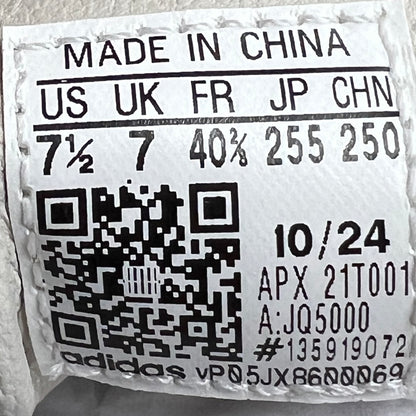 MADE IN CHINA
US UK FR JP CHN
7½ 7 40⅔ 255 250
10/24
APX 21T001
A:JQ5000
#135919072
adidas vP05JX8600069